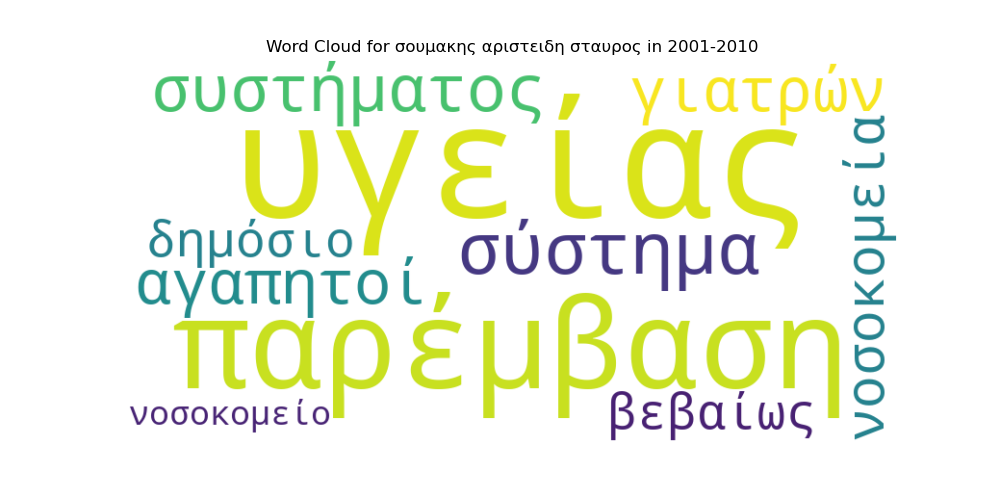 Word Cloud for σουμακης αριστειδη σταυρος in 2001-2010
συστήματος
γιατρών
υγείας
νοσοκομεία
δημόσιο
σύστημα
αγαπητοί
παρέμβαση
νοσοκομείο
βεβαίως